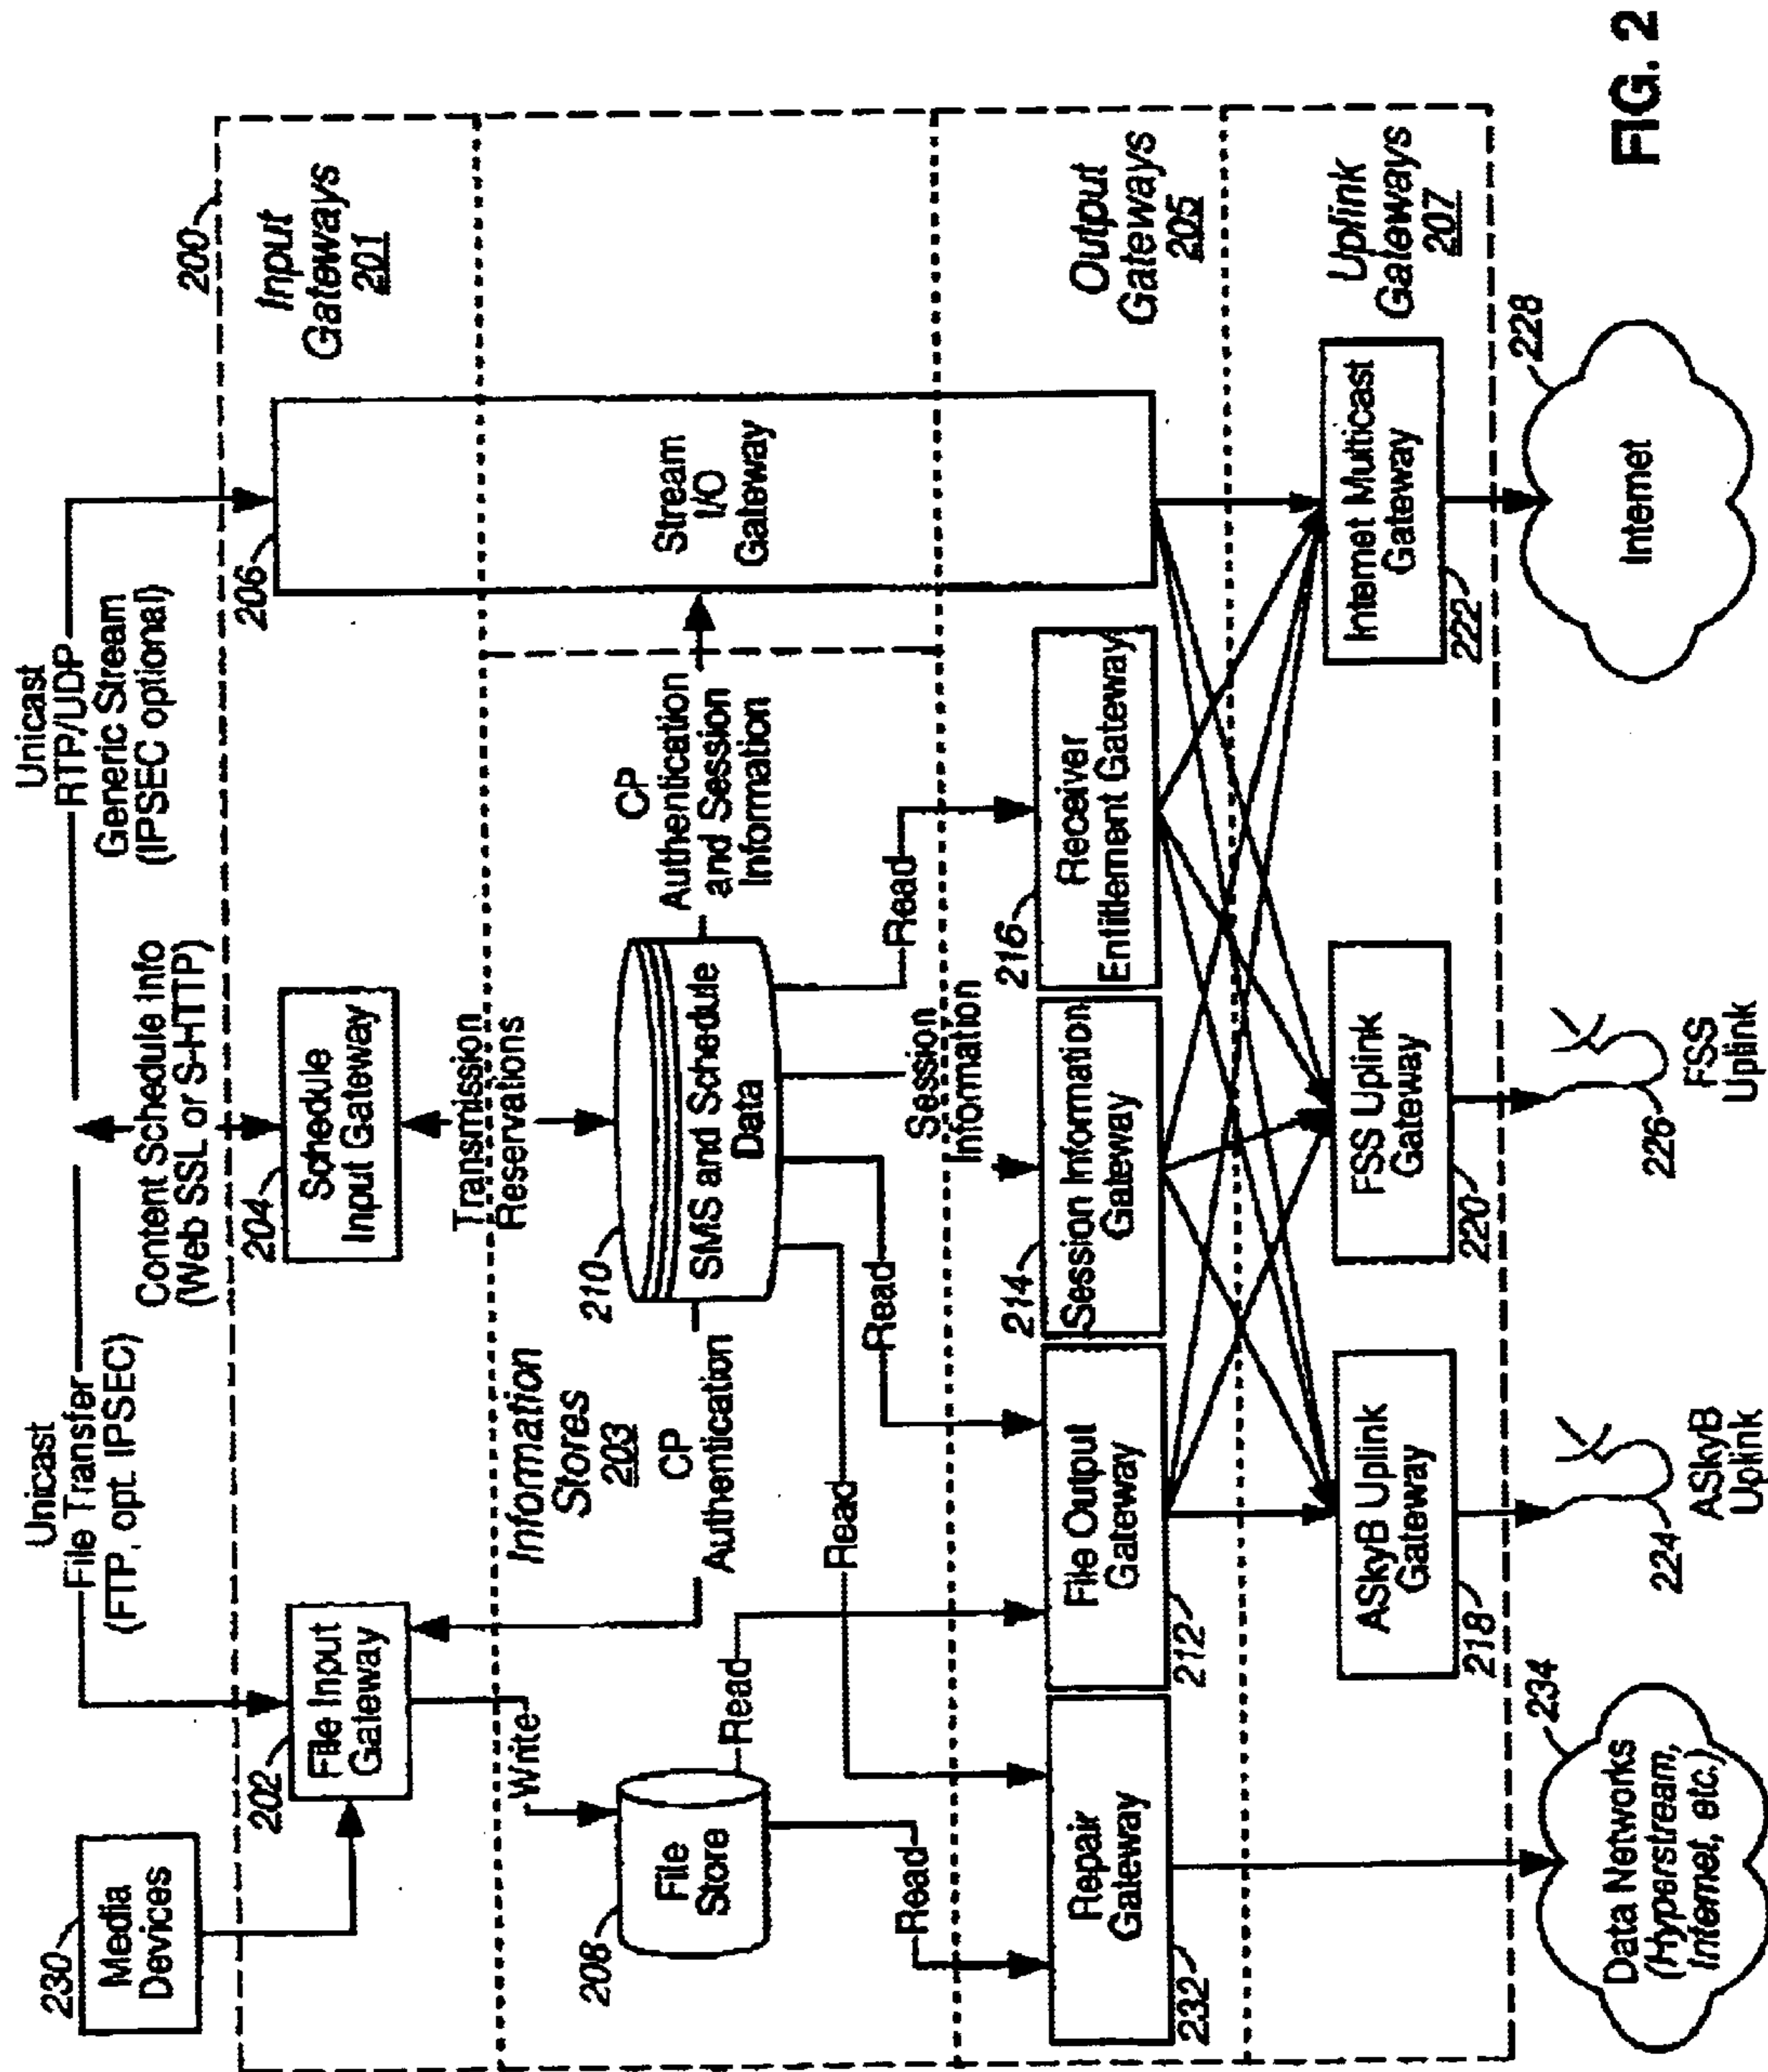 FIG. 2
200
Unicast
File Transfer
(FTP, opt. IPSEC)
Content Schedule info
(Web SSL or S-HTTP)
Unicast
RTP/UDP
Generic Stream
(IPSEC optional)
230
Media
Devices
202
File Input
Gateway
204
Schedule
Input Gateway
206
Stream
I/O
Gateway
Input
Gateways
201
Write
Transmission
Reservations
Information
Stores
203
CP
Authentication
CP
Authentication
and Session
Information
208
File
Store
210
SMS and Schedule
Data
Read
Read
Read
Read
Read
Session
Information
Output
Gateways
205
232
Repair
Gateway
212
File Output
Gateway
214
Session Information
Gateway
216
Receiver
Entitlement Gateway
Uplink
Gateways
207
218
ASkyB Uplink
Gateway
220
FSS Uplink
Gateway
222
Internet Multicast
Gateway
234
Data Networks
(Hyperstream,
Internet, etc.)
224
ASkyB
Uplink
226
FSS
Uplink
228
Internet